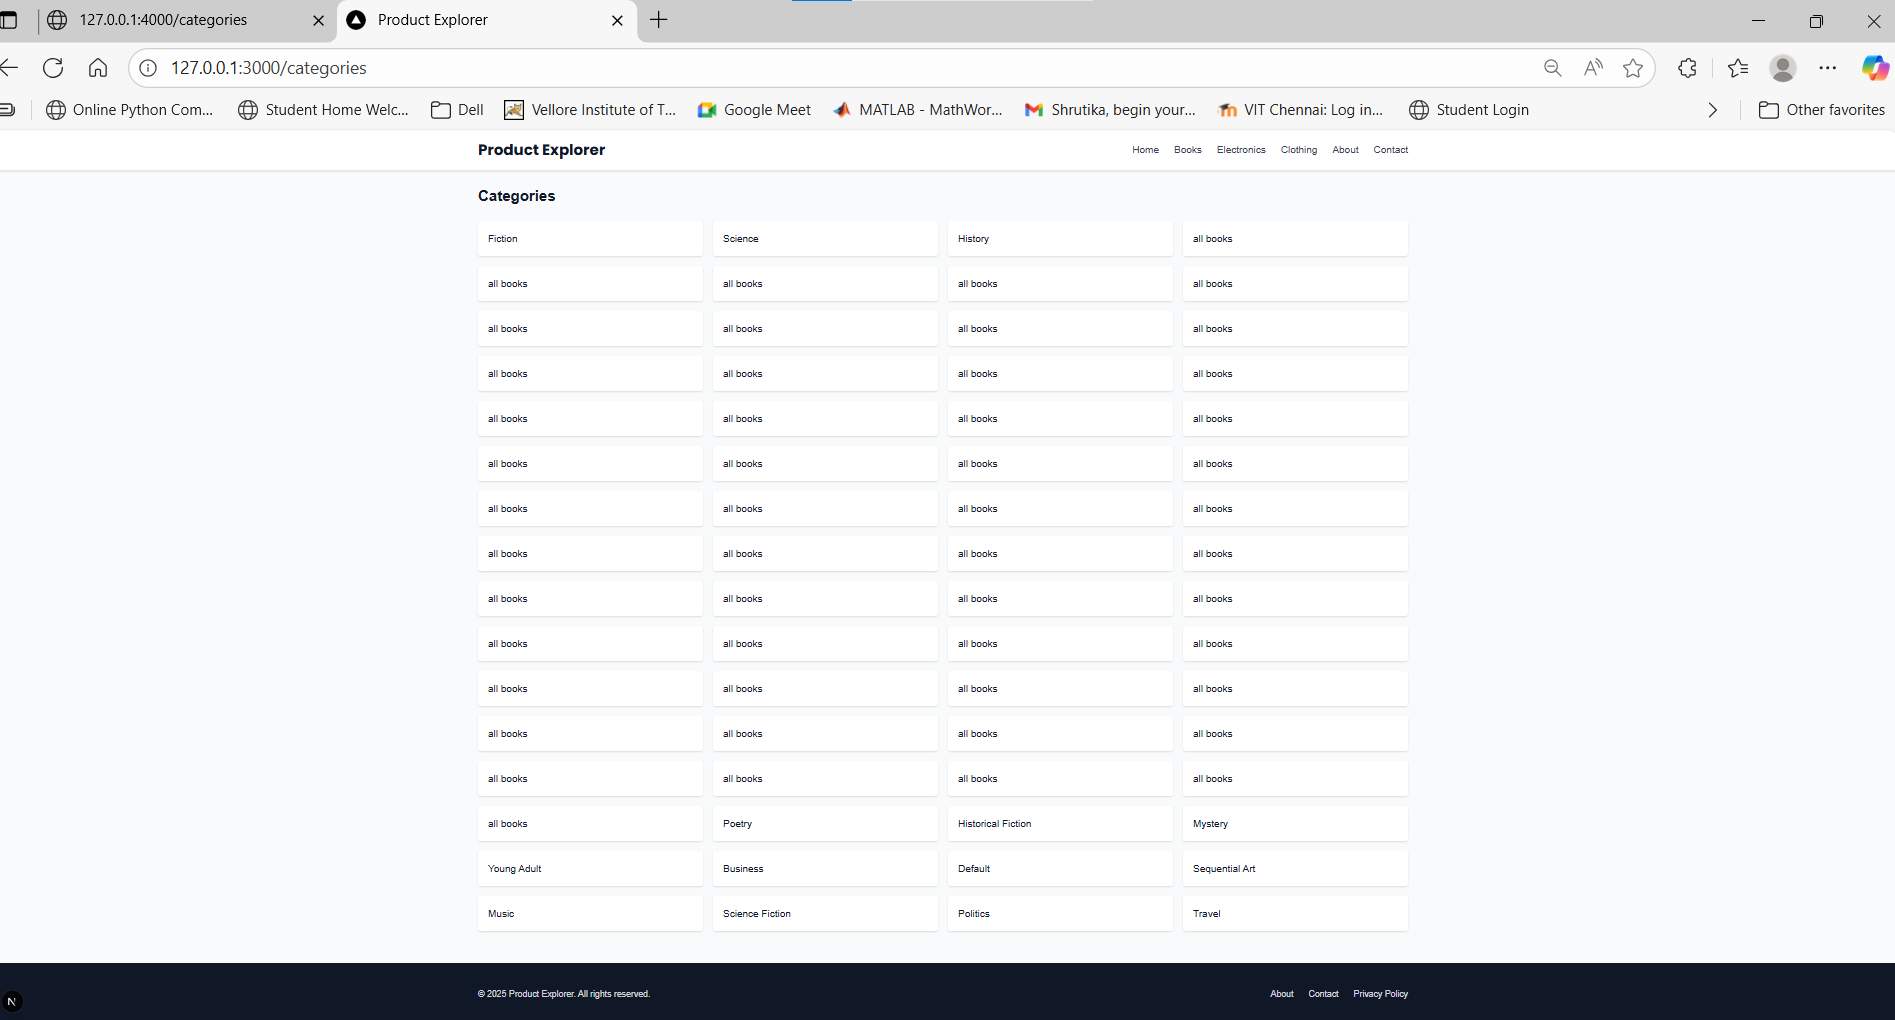 127.0.0.1:4000/categories
Product Explorer
127.0.0.1:3000/categories
Online Python Com...
Student Home Welc...
Dell
Vellore Institute of T...
Google Meet
MATLAB - MathWor...
Shrutika, begin your...
VIT Chennai: Log in...
Student Login
Other favorites
Product Explorer
Home Books Electronics Clothing About Contact
Categories
Fiction Science History all books
all books all books all books all books
all books all books all books all books
all books all books all books all books
all books all books all books all books
all books all books all books all books
all books all books all books all books
all books all books all books all books
all books all books all books all books
all books all books all books all books
all books all books all books all books
all books all books all books all books
all books all books all books all books
all books Poetry Historical Fiction Mystery
Young Adult Business Default Sequential Art
Music Science Fiction Politics Travel
© 2025 Product Explorer. All rights reserved.
About Contact Privacy Policy
N